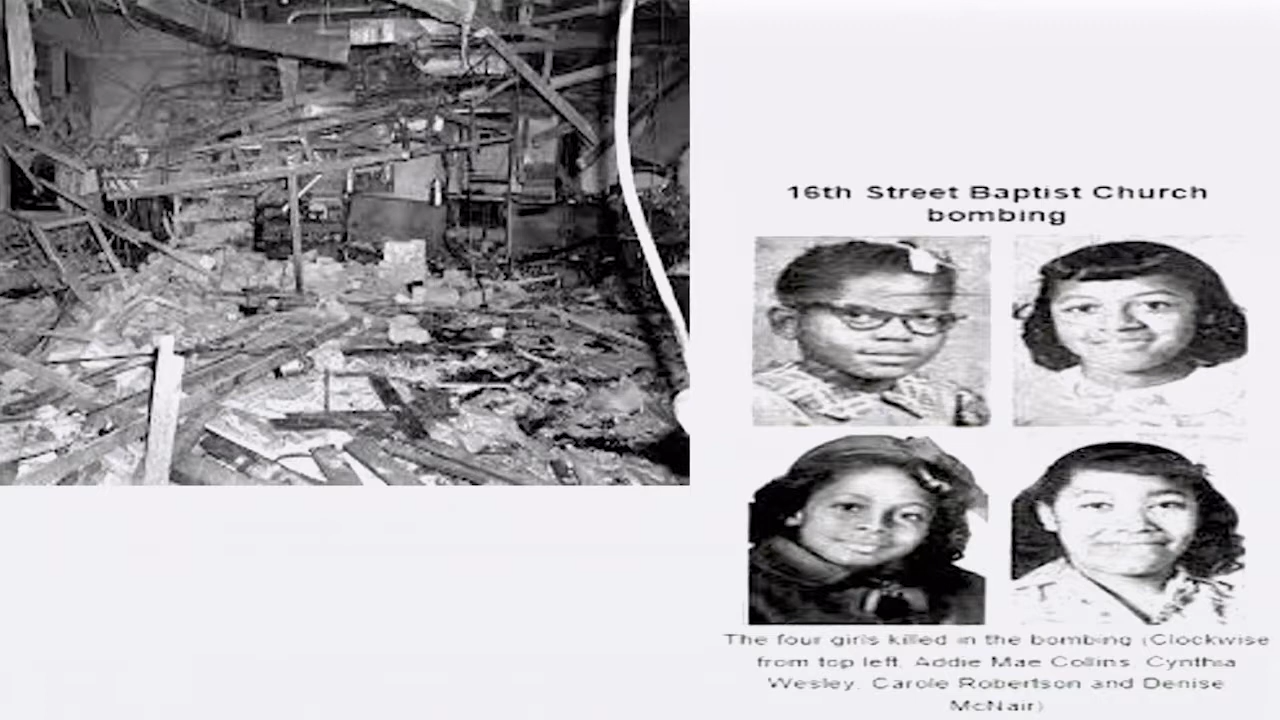 16th Street Baptist Church
bombing
The four girls killed in the bombing (Clockwise
from top left, Addie Mae Collins, Cynthia
Wesley, Carole Robertson and Denise
McNair)